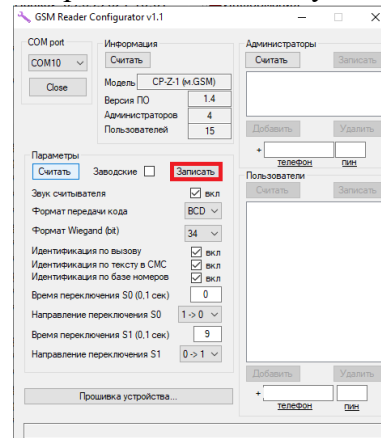 GSM Reader Configurator v1.1
COM port
COM10
Close
Информация
Считать
Модель CP-Z-1 (м.GSM)
Версия ПО 1.4
Администраторов 4
Пользователей 15
Параметры
Считать Заводские Записать
Звук считывателя вкл
Формат передачи кода BCD
Формат Wiegand (bit) 34
Идентификация по вызову вкл
Идентификация по тексту в СМС вкл
Идентификация по базе номеров вкл
Время переключения S0 (0,1 сек) 0
Направление переключения S0 1 -> 0
Время переключения S1 (0,1 сек) 9
Направление переключения S1 0 -> 1
Прошивка устройства...
Администраторы
Считать Записать
Добавить Удалить
+
телефон пин
Пользователи
Считать Записать
Добавить Удалить
+
телефон пин